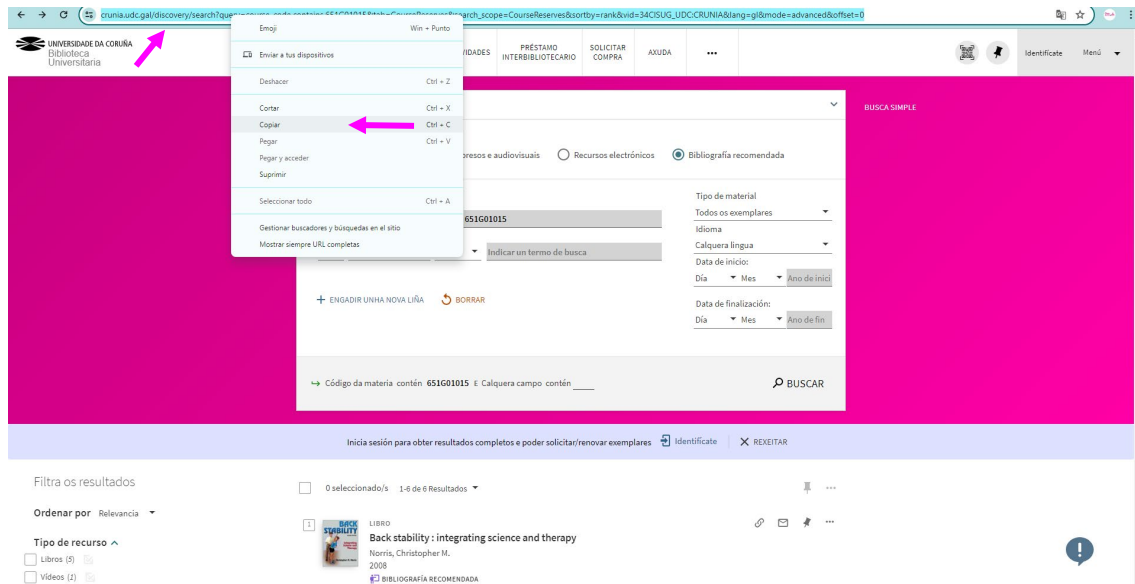 crunia.udc.gal/discovery/search?query=course_code,contains,651G01015&tab=CourseReserves&search_scope=CourseReserves&sortby=rank&vid=34CISUG_UDC:CRUNIA&lang=gl&mode=advanced&offset=0
UNIVERSIDADE DA CORUÑA
Biblioteca
Universitaria
Emoji Win + Punto
Enviar a tus dispositivos
Deshacer Ctrl + Z
Cortar Ctrl + X
Copiar Ctrl + C
Pegar Ctrl + V
Pegar y acceder
Suprimir
Seleccionar todo Ctrl + A
Gestionar buscadores y búsquedas en el sitio
Mostrar siempre URL completas
VIDADES
PRÉSTAMO
INTERBIBLIOTECARIO
SOLICITAR
COMPRA
AXUDA
Identifícate
Menú
BUSCA SIMPLE
presos e audiovisuais
Recursos electrónicos
Bibliografía recomendada
651G01015
Indicar un termo de busca
Tipo de material
Todos os exemplares
Idioma
Calquera lingua
Data de inicio:
Día Mes Ano de inici
Data de finalización:
Día Mes Ano de fin
+ ENGADIR UNHA NOVA LIÑA
BORRAR
Código da materia contén 651G01015 E Calquera campo contén
BUSCAR
Inicia sesión para obter resultados completos e poder solicitar/renovar exemplares Identifícate REXEITAR
Filtra os resultados
Ordenar por Relevancia
Tipo de recurso
Libros (5)
Vídeos (1)
0 seleccionado/s 1-6 de 6 Resultados
1
BACK
STABILITY
LIBRO
Back stability : integrating science and therapy
Norris, Christopher M.
2008
BIBLIOGRAFÍA RECOMENDADA